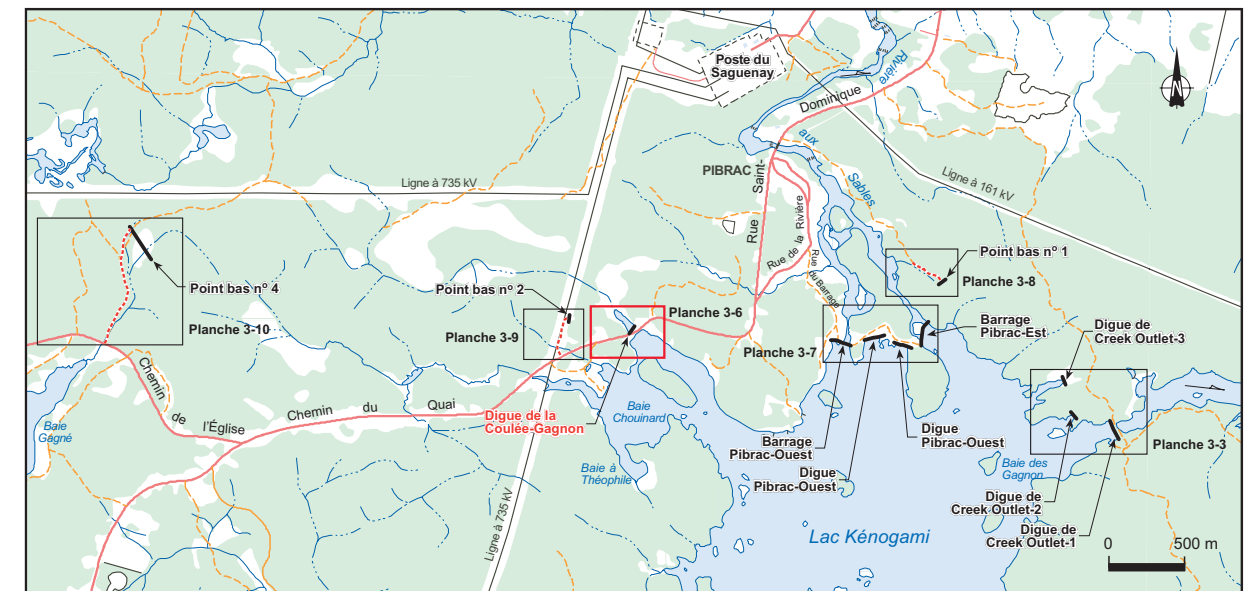 Poste du
Saguenay
Rivière
aux
Sables
Dominique
Saint-
Rue
PIBRAC
Ligne à 735 kV
Ligne à 161 kV
Rue de la Rivière
Rue du Barrage
Point bas nº 4
Planche 3-10
Point bas nº 2
Planche 3-9
Planche 3-6
Point bas nº 1
Planche 3-8
Barrage
Pibrac-Est
Planche 3-7
Digue de
Creek Outlet-3
Chemin
de
l'Église
Chemin
du
Quai
Digue de la
Coulée-Gagnon
Baie
Chouinard
Baie
Gagné
Baie à
Théophile
Barrage
Pibrac-Ouest
Digue
Pibrac-Ouest
Digue
Pibrac-Ouest
Planche 3-3
Baie des
Gagnon
Digue de
Creek Outlet-2
Digue de
Creek Outlet-1
Ligne à 735 kV
Lac Kénogami
0 500 m